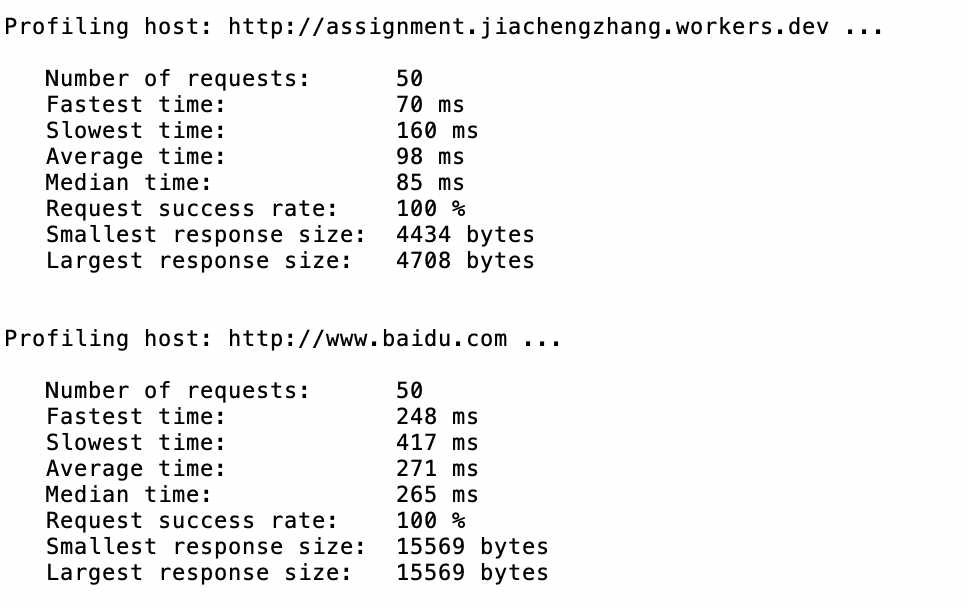 Profiling host: http://assignment.jiachengzhang.workers.dev ...
Number of requests: 50
Fastest time: 70 ms
Slowest time: 160 ms
Average time: 98 ms
Median time: 85 ms
Request success rate: 100 %
Smallest response size: 4434 bytes
Largest response size: 4708 bytes
Profiling host: http://www.baidu.com ...
Number of requests: 50
Fastest time: 248 ms
Slowest time: 417 ms
Average time: 271 ms
Median time: 265 ms
Request success rate: 100 %
Smallest response size: 15569 bytes
Largest response size: 15569 bytes